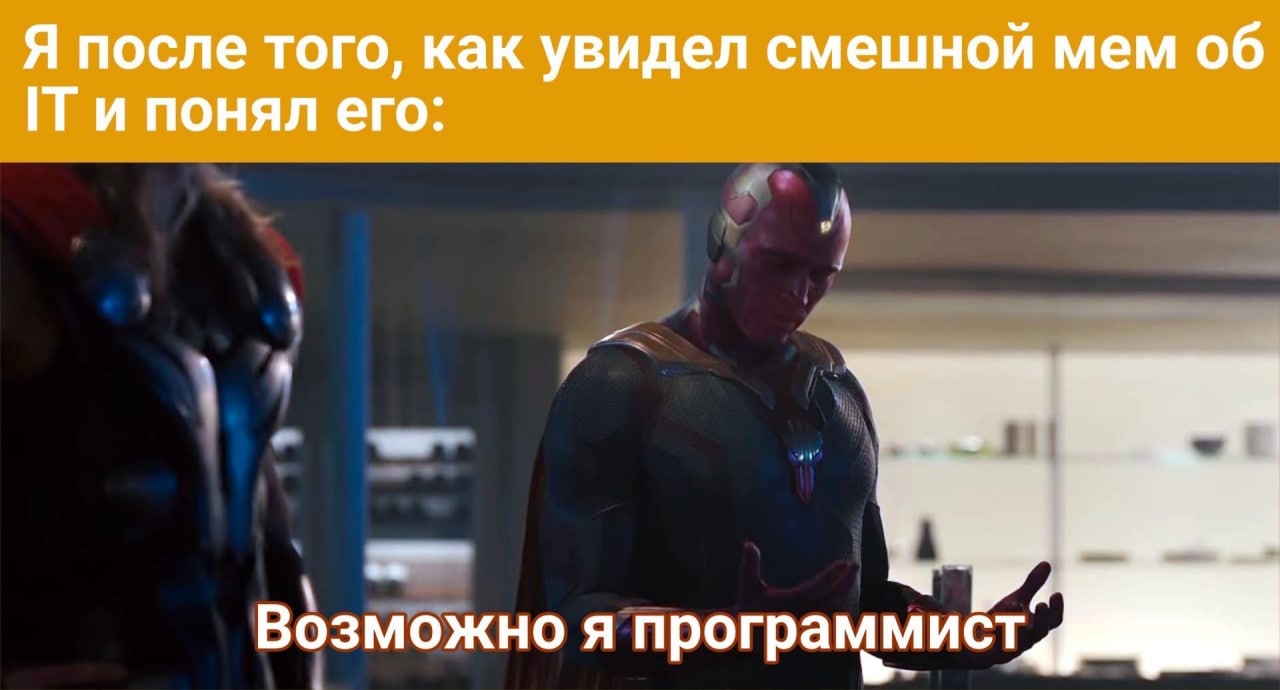 Я после того, как увидел смешной мем об
IT и понял его:
Возможно я программист